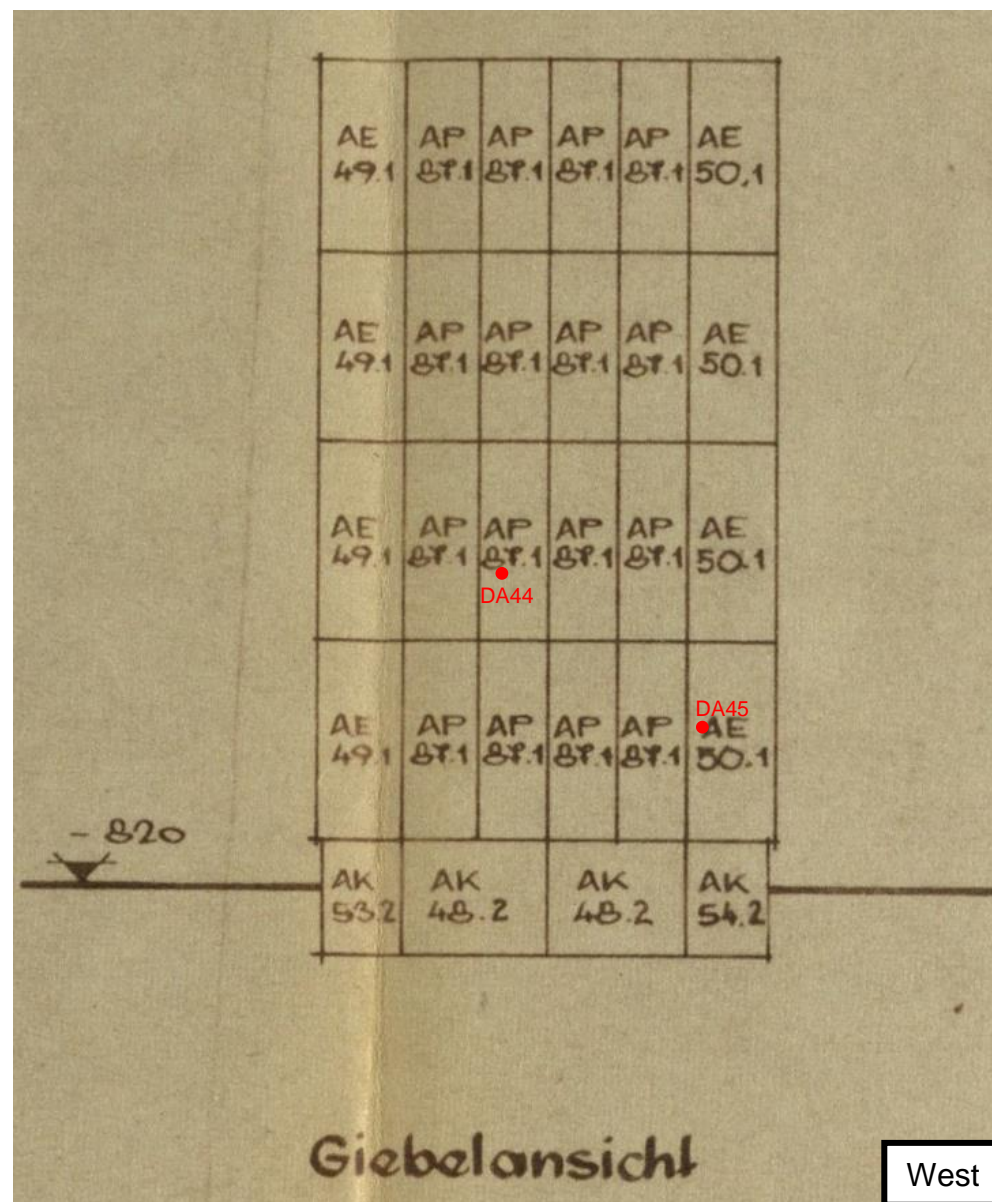 AE AP AP AP AP AE
49.1 87.1 87.1 87.1 87.1 50.1
AE AP AP AP AP AE
49.1 87.1 87.1 87.1 87.1 50.1
AE AP AP AP AP AE
49.1 87.1 87.1 87.1 87.1 50.1
DA44
DA45
AE AP AP AP AP AE
49.1 87.1 87.1 87.1 87.1 50.1
- 820
AK AK AK AK
53.2 48.2 48.2 54.2
Giebelansicht
West